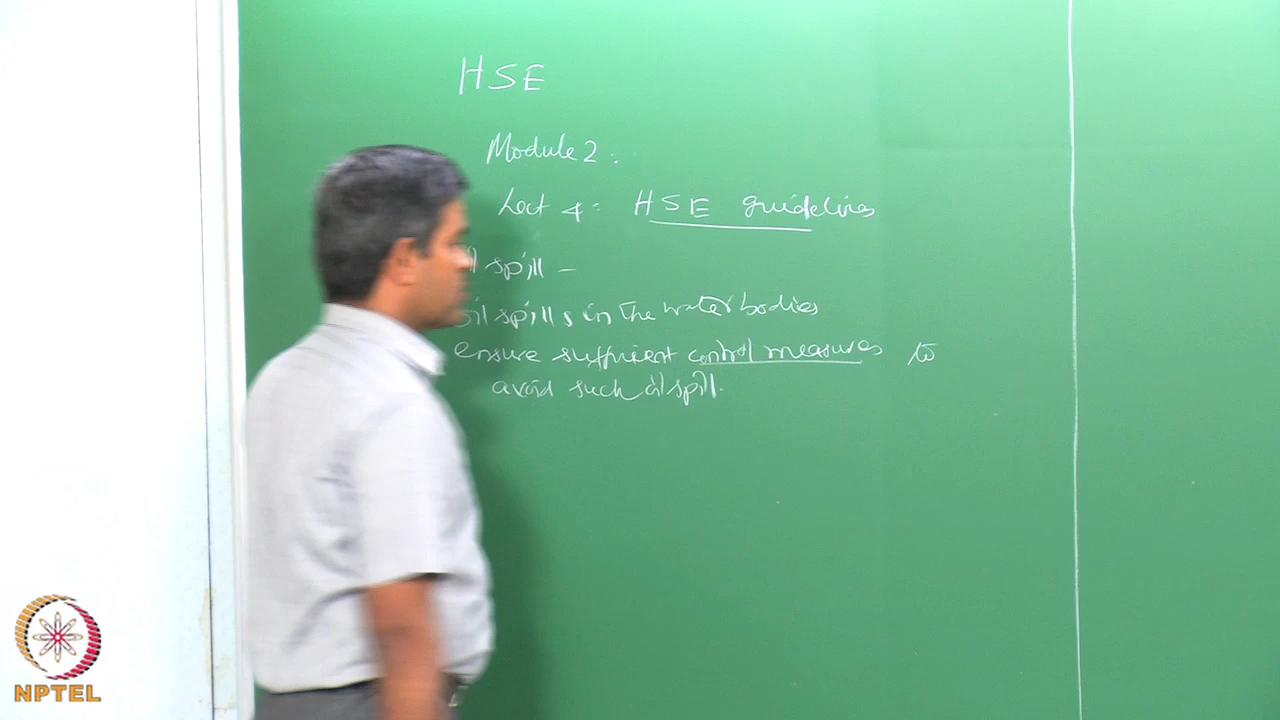 HSE
Module 2:
Lect 4: HSE guidelines
spill –
oil spills in the water bodies
ensure sufficient control measures to
avoid such oil spill.
NPTEL